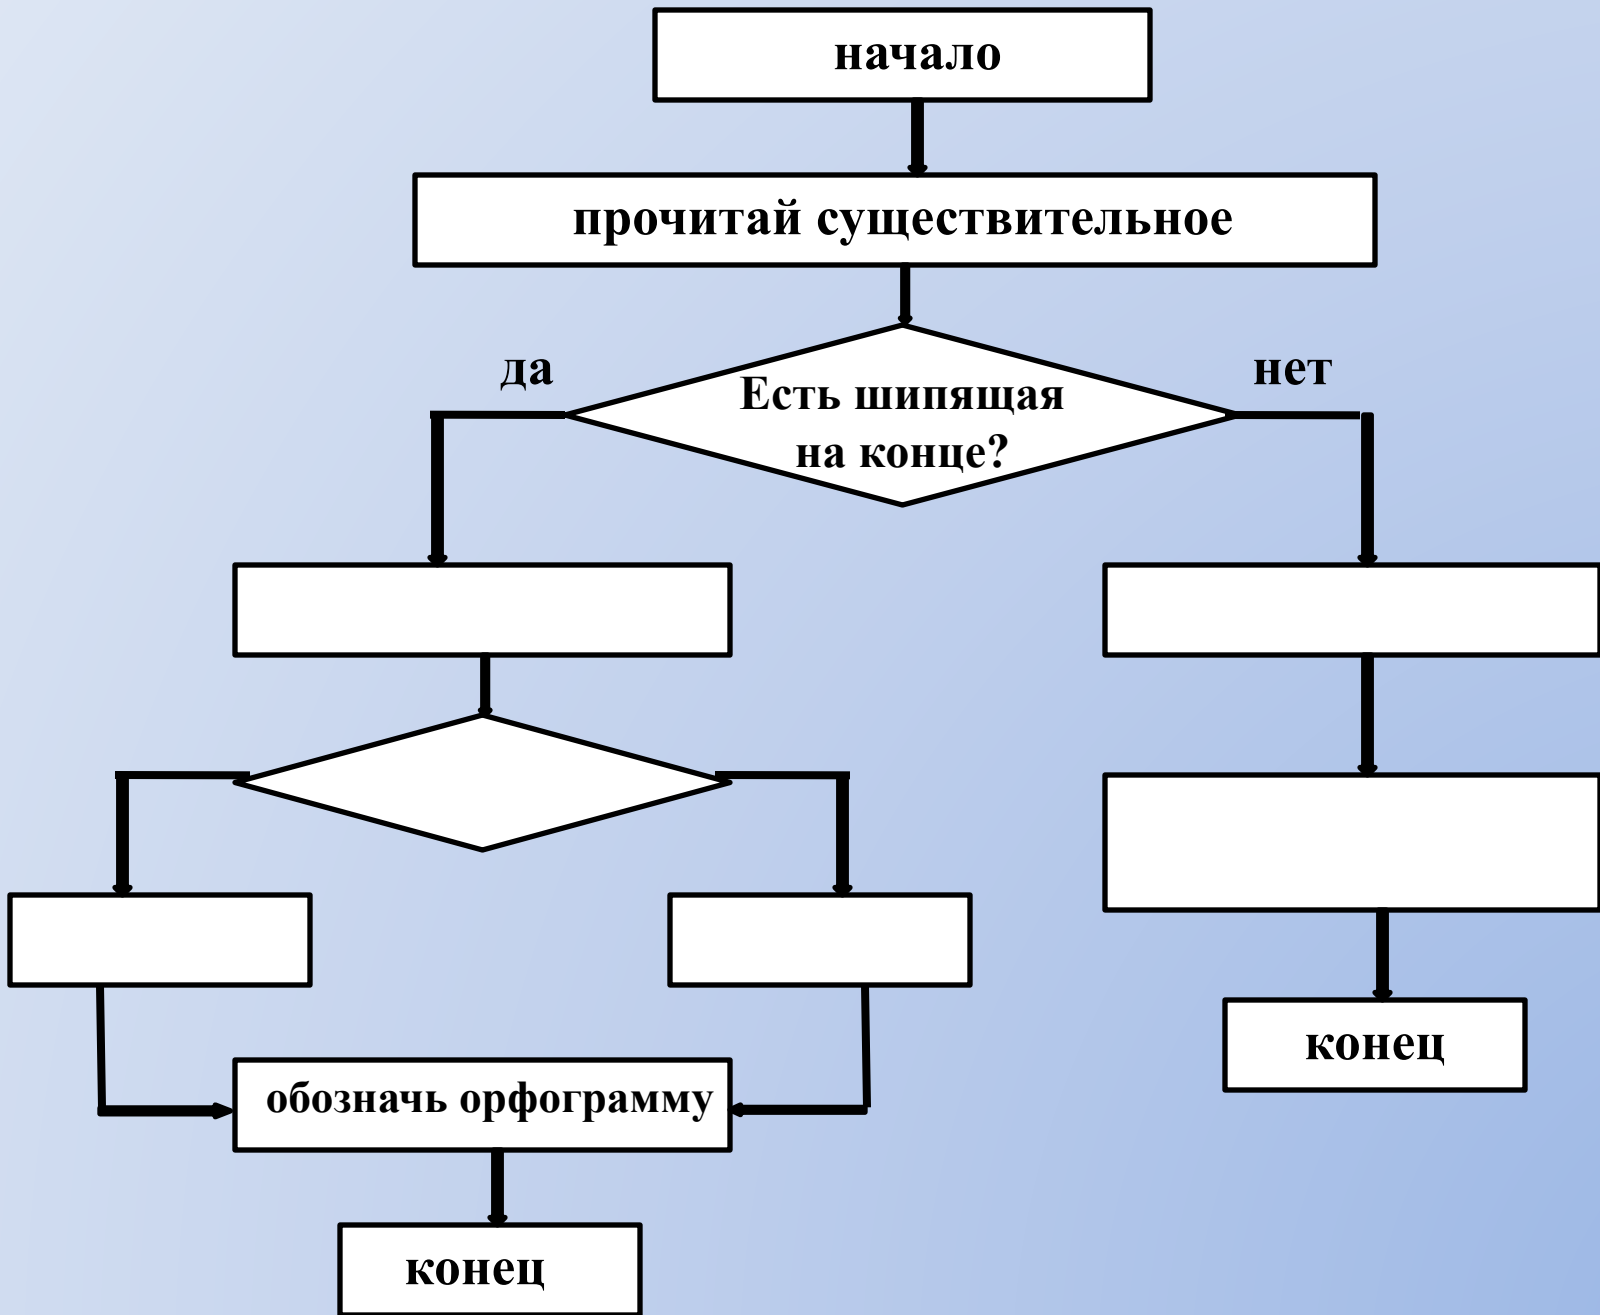 начало
прочитай существительное
да
нет
Есть шипящая
на конце?
конец
обозначь орфограмму
конец